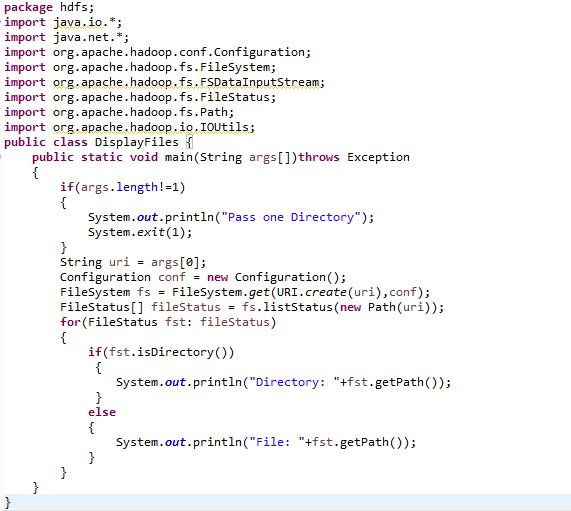 package hdfs;
import java.io.*;
import java.net.*;
import org.apache.hadoop.conf.Configuration;
import org.apache.hadoop.fs.FileSystem;
import org.apache.hadoop.fs.FSDataInputStream;
import org.apache.hadoop.fs.FileStatus;
import org.apache.hadoop.fs.Path;
import org.apache.hadoop.io.IOUtils;
public class DisplayFiles {
    public static void main(String args[])throws Exception
    {
        if(args.length!=1)
        {
            System.out.println("Pass one Directory");
            System.exit(1);
        }
        String uri = args[0];
        Configuration conf = new Configuration();
        FileSystem fs = FileSystem.get(URI.create(uri),conf);
        FileStatus[] fileStatus = fs.listStatus(new Path(uri));
        for(FileStatus fst: fileStatus)
        {
            if(fst.isDirectory())
             {
                System.out.println("Directory: "+fst.getPath());
             }
            else
            {
                System.out.println("File: "+fst.getPath());
            }
        }
    }
}